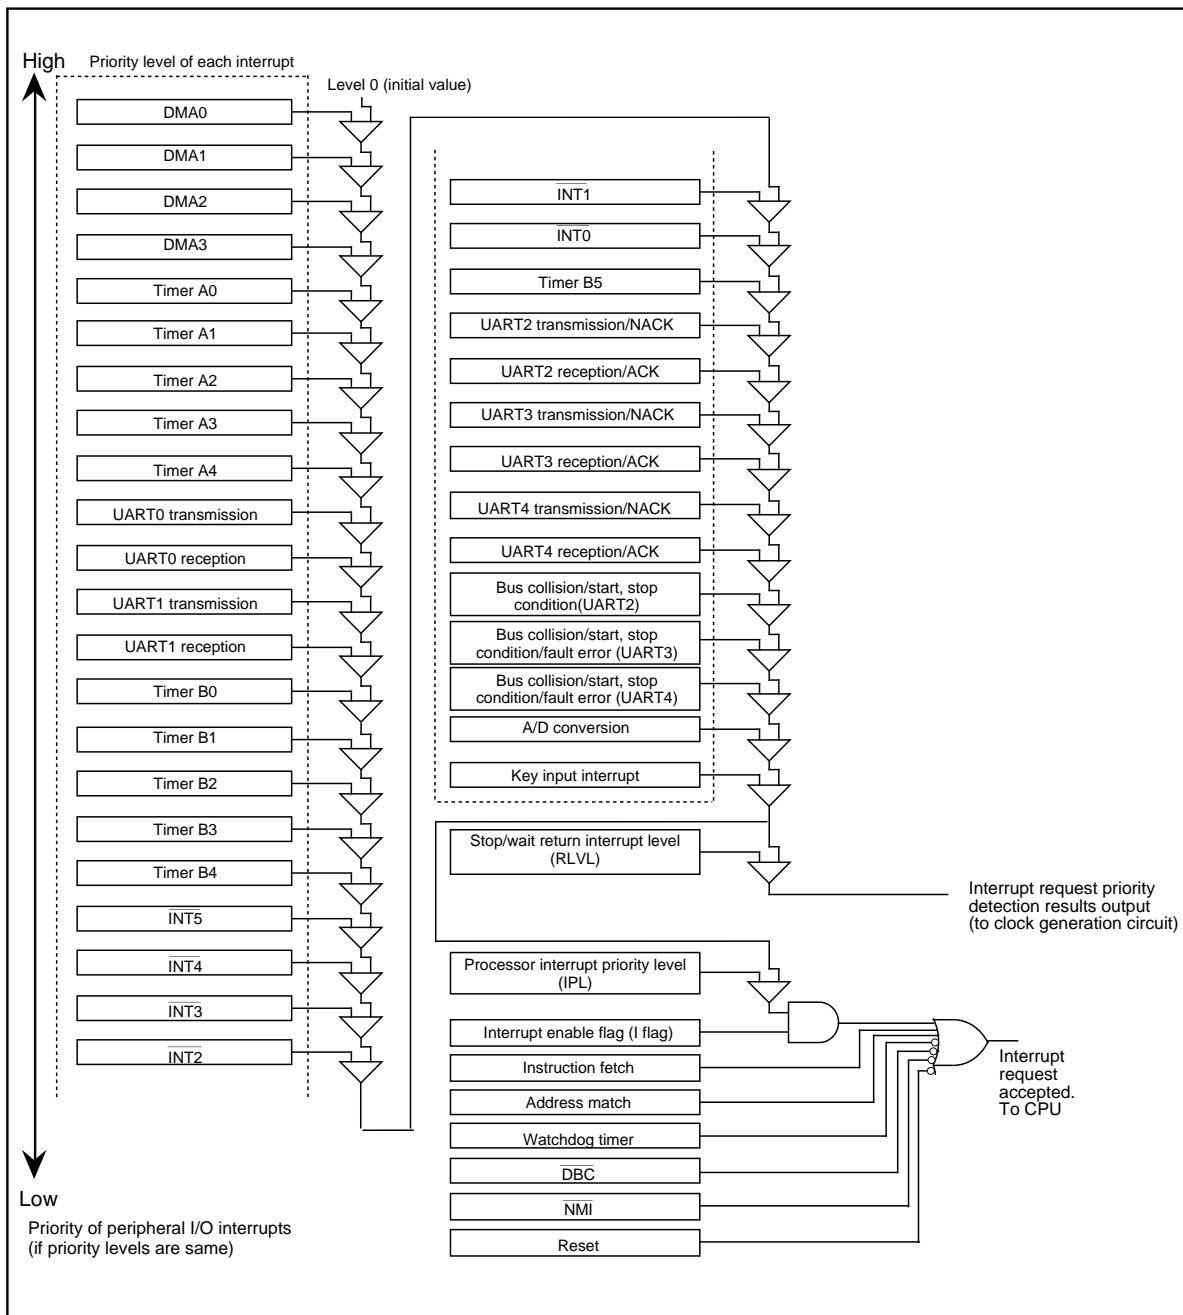 High
Priority level of each interrupt
Level 0 (initial value)
DMA0
DMA1
DMA2
DMA3
Timer A0
Timer A1
Timer A2
Timer A3
Timer A4
UART0 transmission
UART0 reception
UART1 transmission
UART1 reception
Timer B0
Timer B1
Timer B2
Timer B3
Timer B4
INT5
INT4
INT3
INT2
Low
Priority of peripheral I/O interrupts
(if priority levels are same)
INT1
INT0
Timer B5
UART2 transmission/NACK
UART2 reception/ACK
UART3 transmission/NACK
UART3 reception/ACK
UART4 transmission/NACK
UART4 reception/ACK
Bus collision/start, stop
condition(UART2)
Bus collision/start, stop
condition/fault error (UART3)
Bus collision/start, stop
condition/fault error (UART4)
A/D conversion
Key input interrupt
Stop/wait return interrupt level
(RLVL)
Interrupt request priority
detection results output
(to clock generation circuit)
Processor interrupt priority level
(IPL)
Interrupt enable flag (I flag)
Instruction fetch
Address match
Watchdog timer
DBC
NMI
Reset
Interrupt
request
accepted.
To CPU